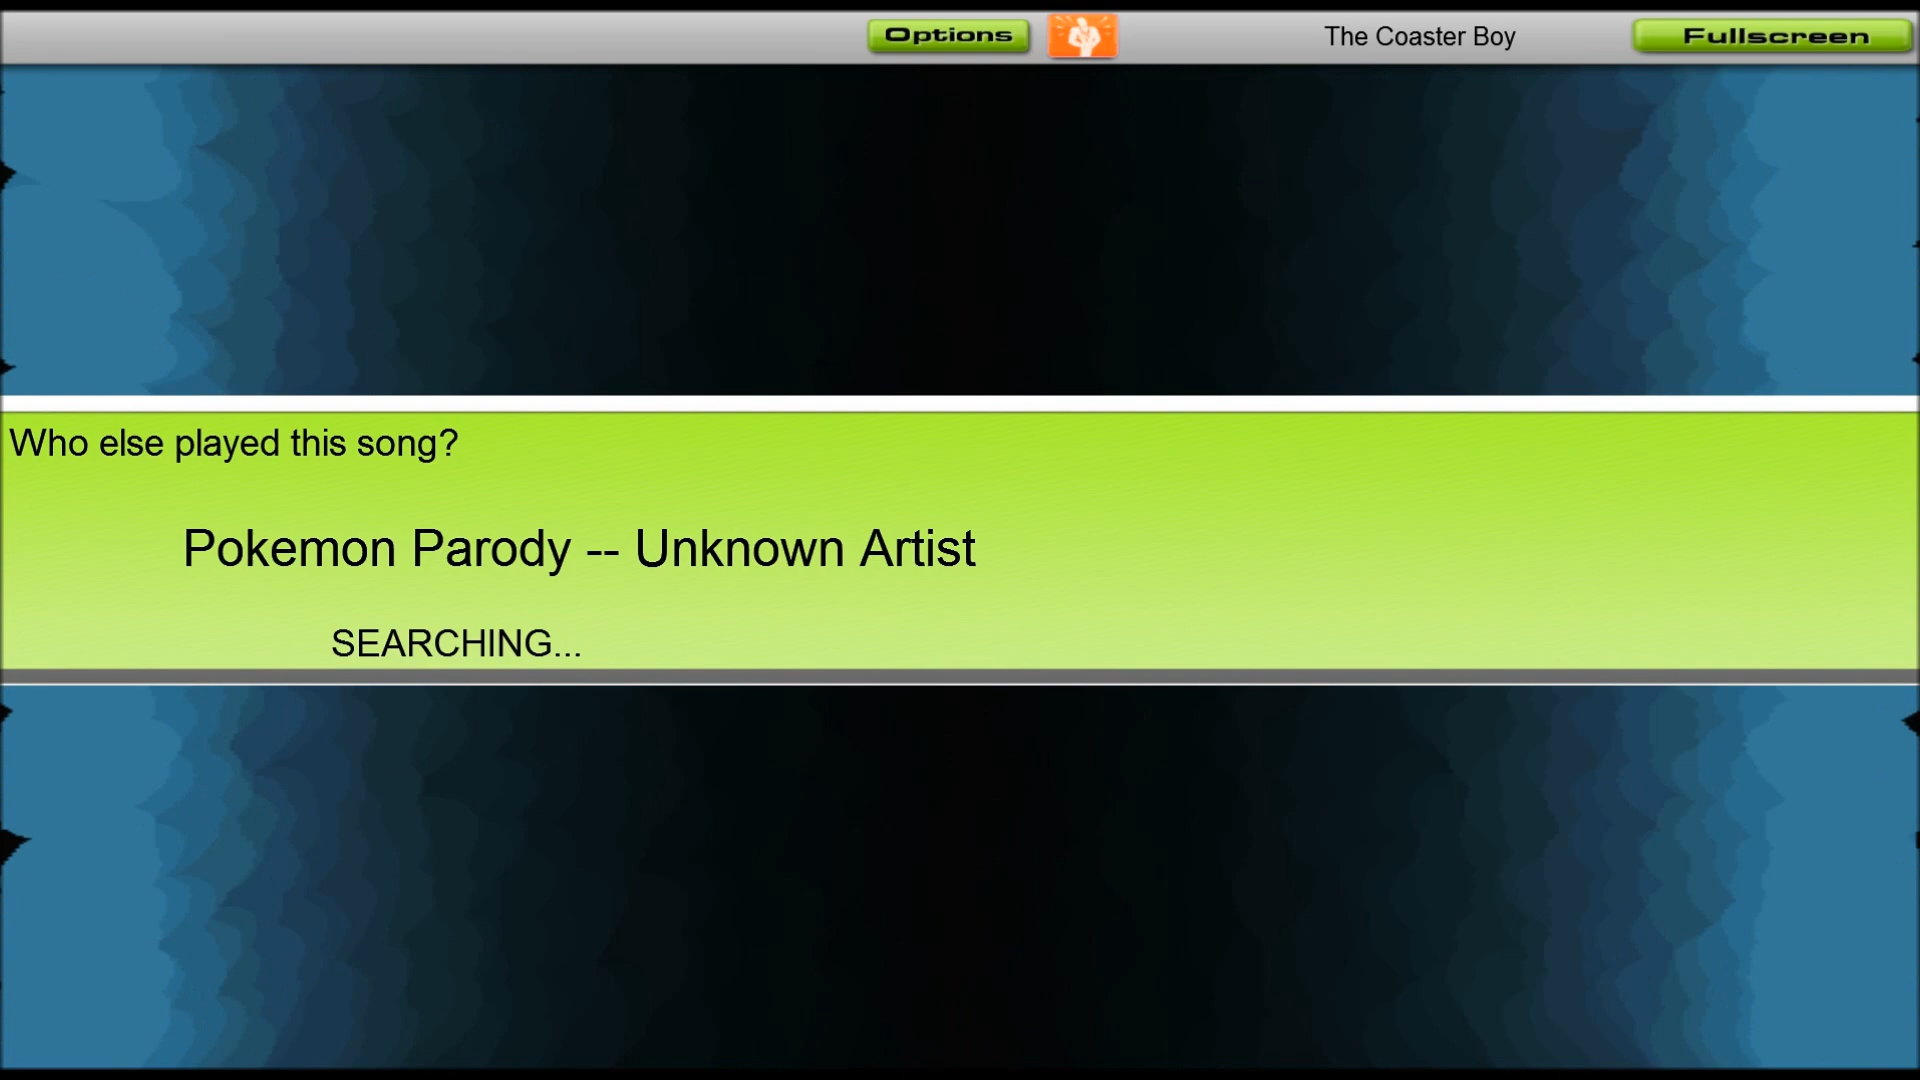 Options
The Coaster Boy
Fullscreen
Who else played this song?
Pokemon Parody -- Unknown Artist
SEARCHING...